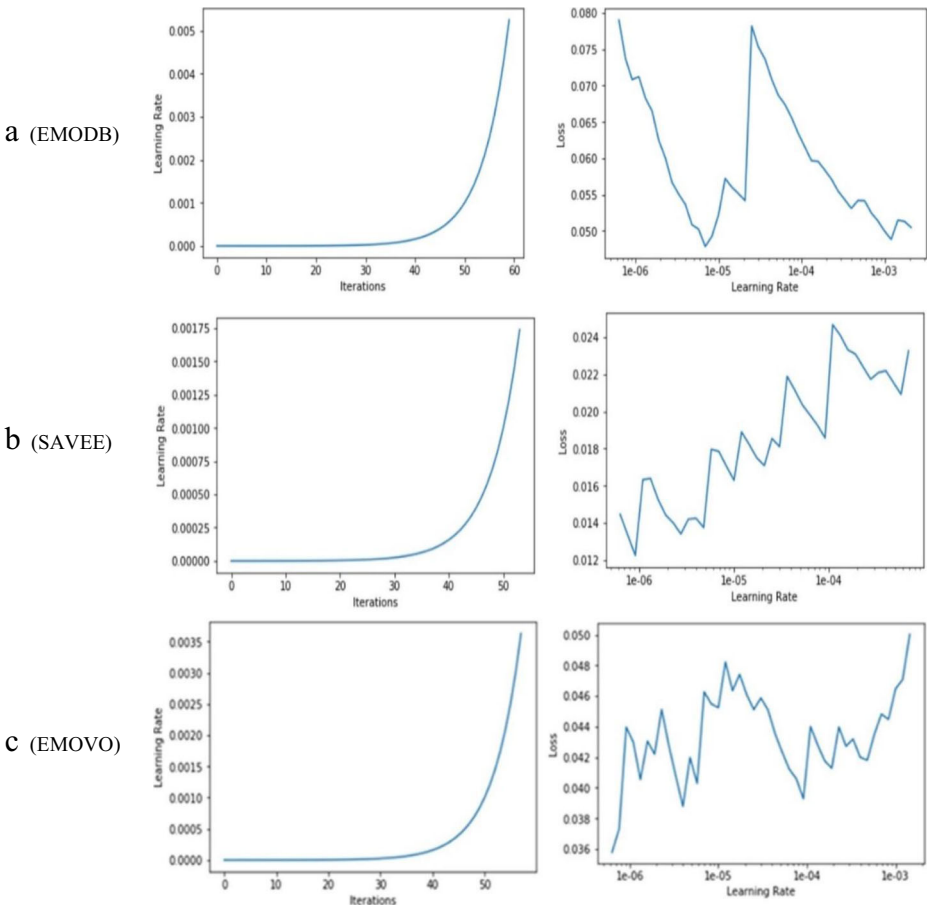 a (EMODB)
Learning Rate
0.005
0.004
0.003
0.002
0.001
0.000
0 10 20 30 40 50 60
Iterations
Loss
0.080
0.075
0.070
0.065
0.060
0.055
0.050
1e-06 1e-05 1e-04 1e-03
Learning Rate
b (SAVEE)
Learning Rate
0.00175
0.00150
0.00125
0.00100
0.00075
0.00050
0.00025
0.00000
0 10 20 30 40 50
Iterations
Loss
0.024
0.022
0.020
0.018
0.016
0.014
0.012
1e-06 1e-05 1e-04
Learning Rate
c (EMOVO)
Learning Rate
0.0035
0.0030
0.0025
0.0020
0.0015
0.0010
0.0005
0.0000
0 10 20 30 40 50
Iterations
Loss
0.050
0.048
0.046
0.044
0.042
0.040
0.038
0.036
1e-06 1e-05 1e-04 1e-03
Learning Rate